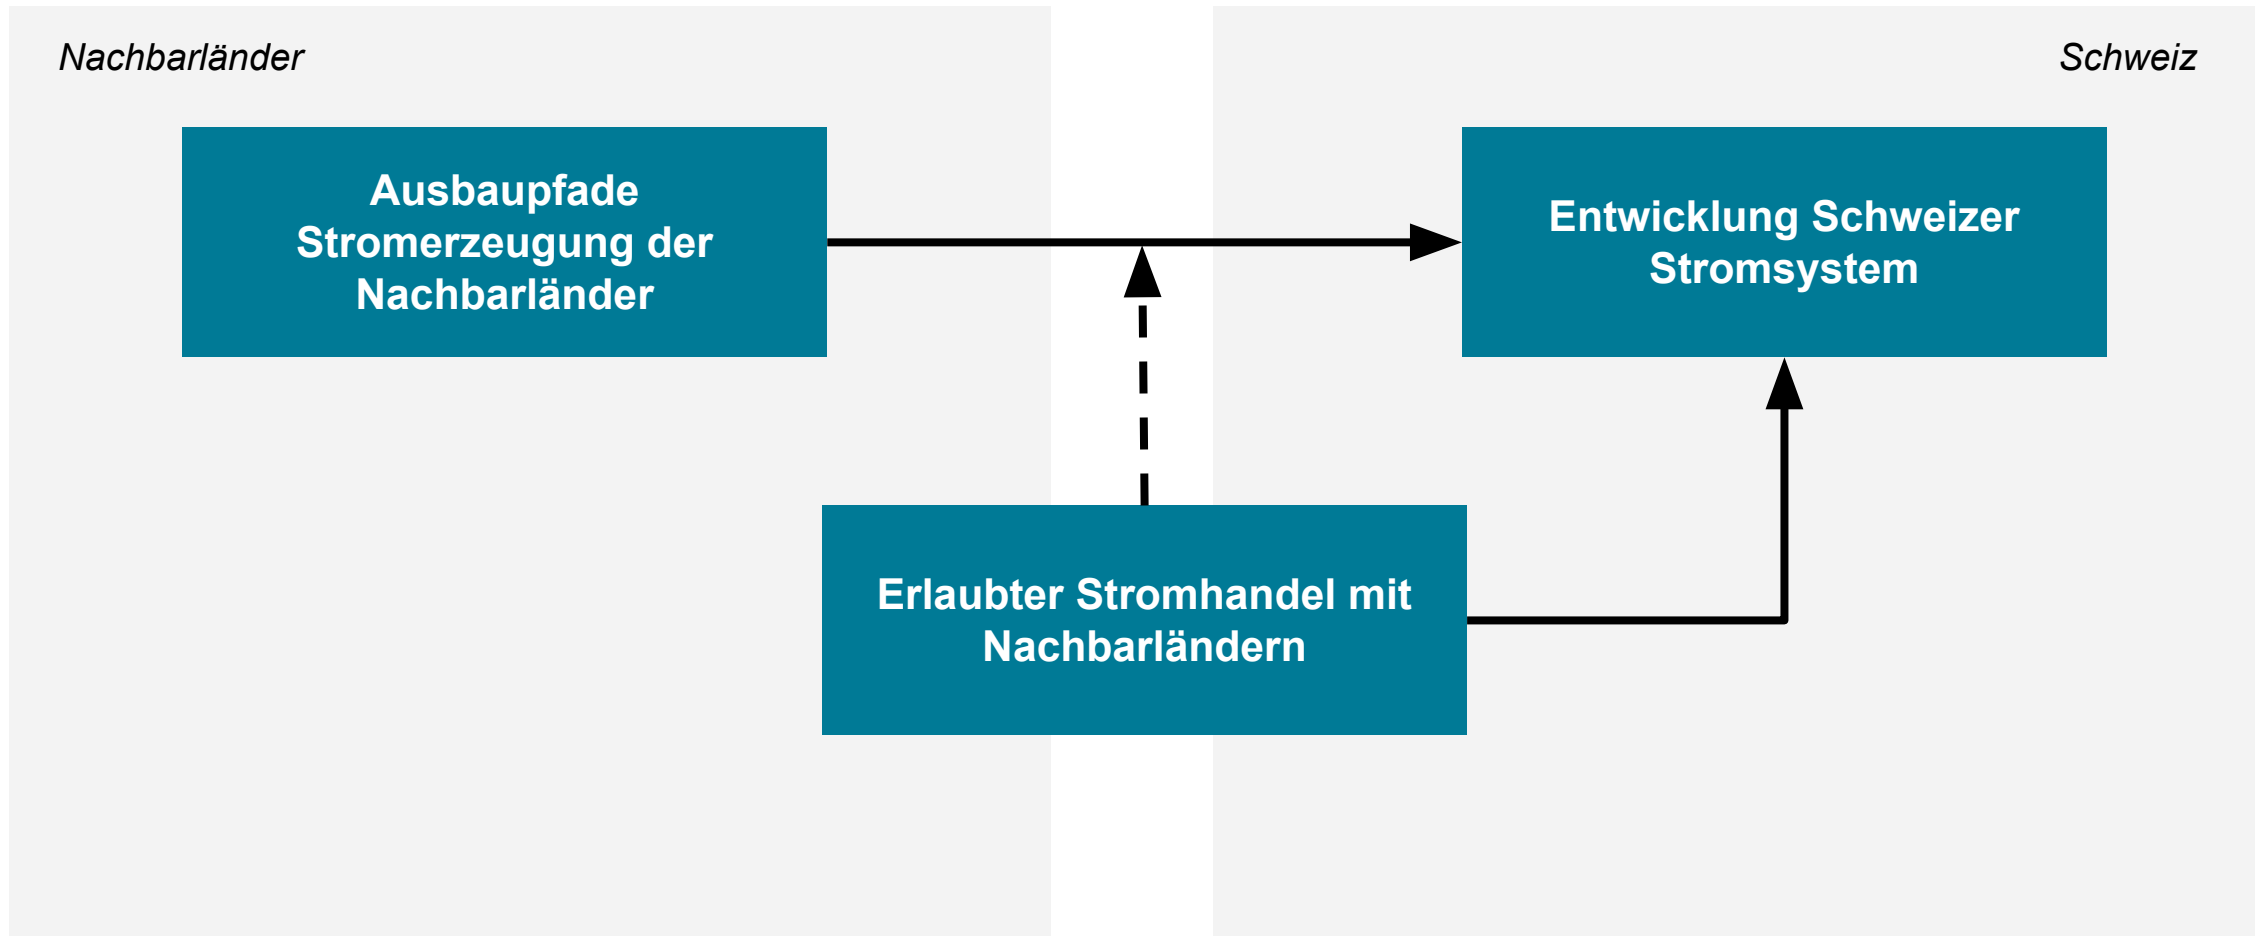 Nachbarländer
Schweiz
Ausbaupfade
Stromerzeugung der
Nachbarländer
Entwicklung Schweizer
Stromsystem
Erlaubter Stromhandel mit
Nachbarländern